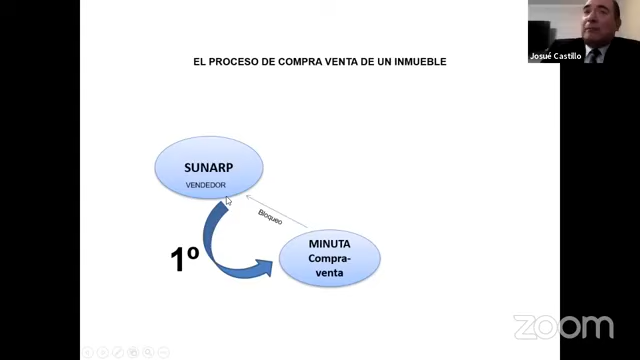 Josué Castillo
EL PROCESO DE COMPRA VENTA DE UN INMUEBLE
SUNARP
VENDEDOR
Bloqueo
1º
MINUTA
Compra-
venta
zoom